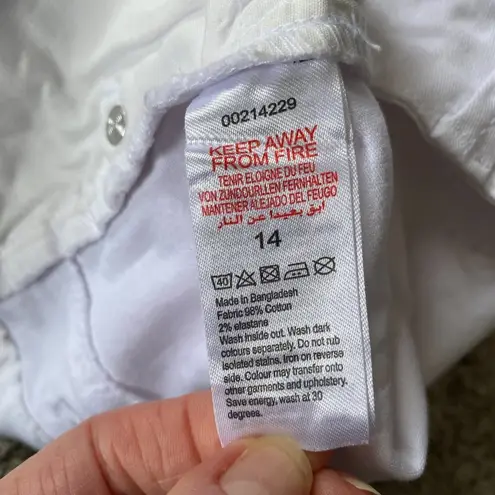 00214229
KEEP AWAY
FROM FIRE
TENIR ELOIGNE DU FEU
VON ZUNDOURLLEN FERNHALTEN
MANTENER ALEJADO DEL FEUGO
ابق بعيدا عن النار
14
40
Made in Bangladesh
Fabric 98% Cotton
2% elastane
Wash inside out. Wash dark
colours separately. Do not rub
isolated stains. Iron on reverse
side. Colour may transfer onto
other garments and upholstery.
Save energy, wash at 30
degrees.